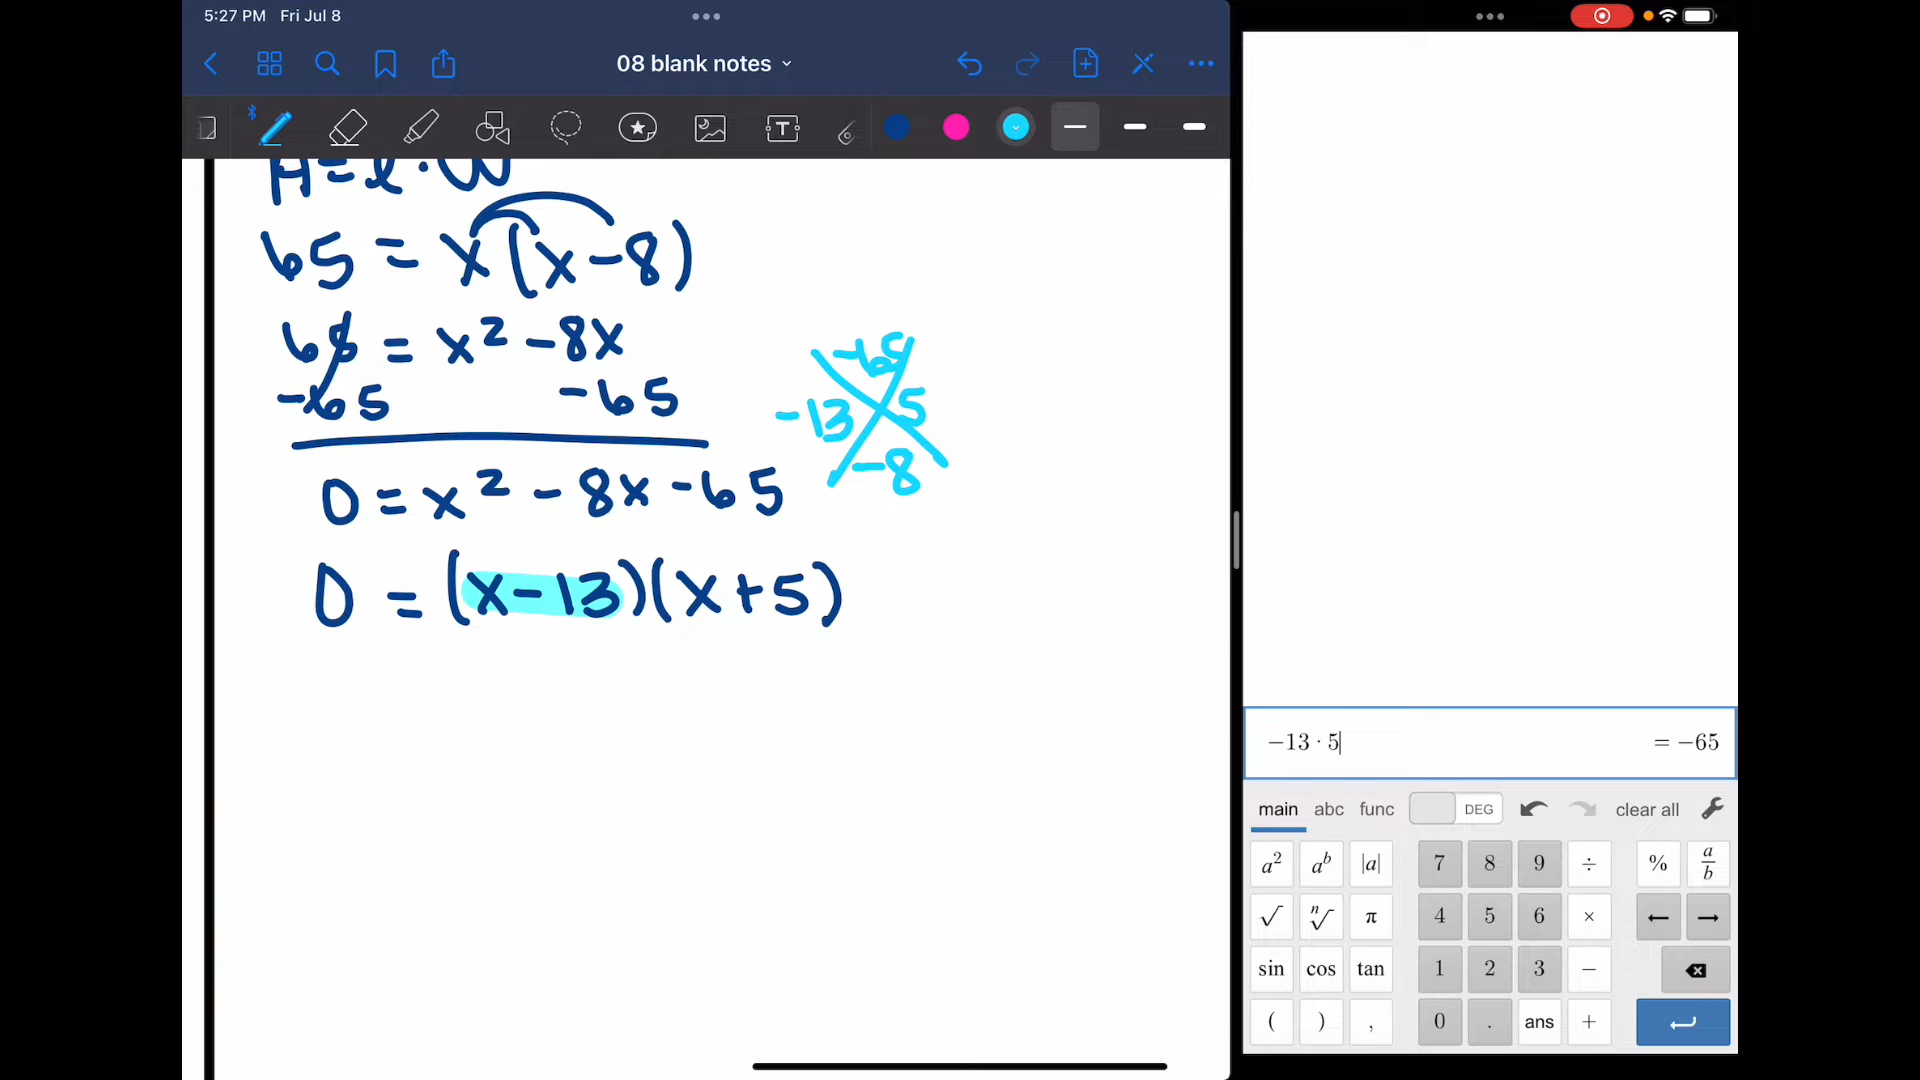 5:27 PM Fri Jul 8
08 blank notes
T
A = l · W
65 = x(x-8)
65 = x² - 8x
-65 -65
0 = x² - 8x - 65
0 = (x-13)(x+5)
-65
-13 5
-8
−13 · 5 = −65
main abc func DEG clear all
a² aᵇ |a| 7 8 9 ÷ % a/b
√ ⁿ√ π 4 5 6 × ← →
sin cos tan 1 2 3 −
( ) , 0 . ans +